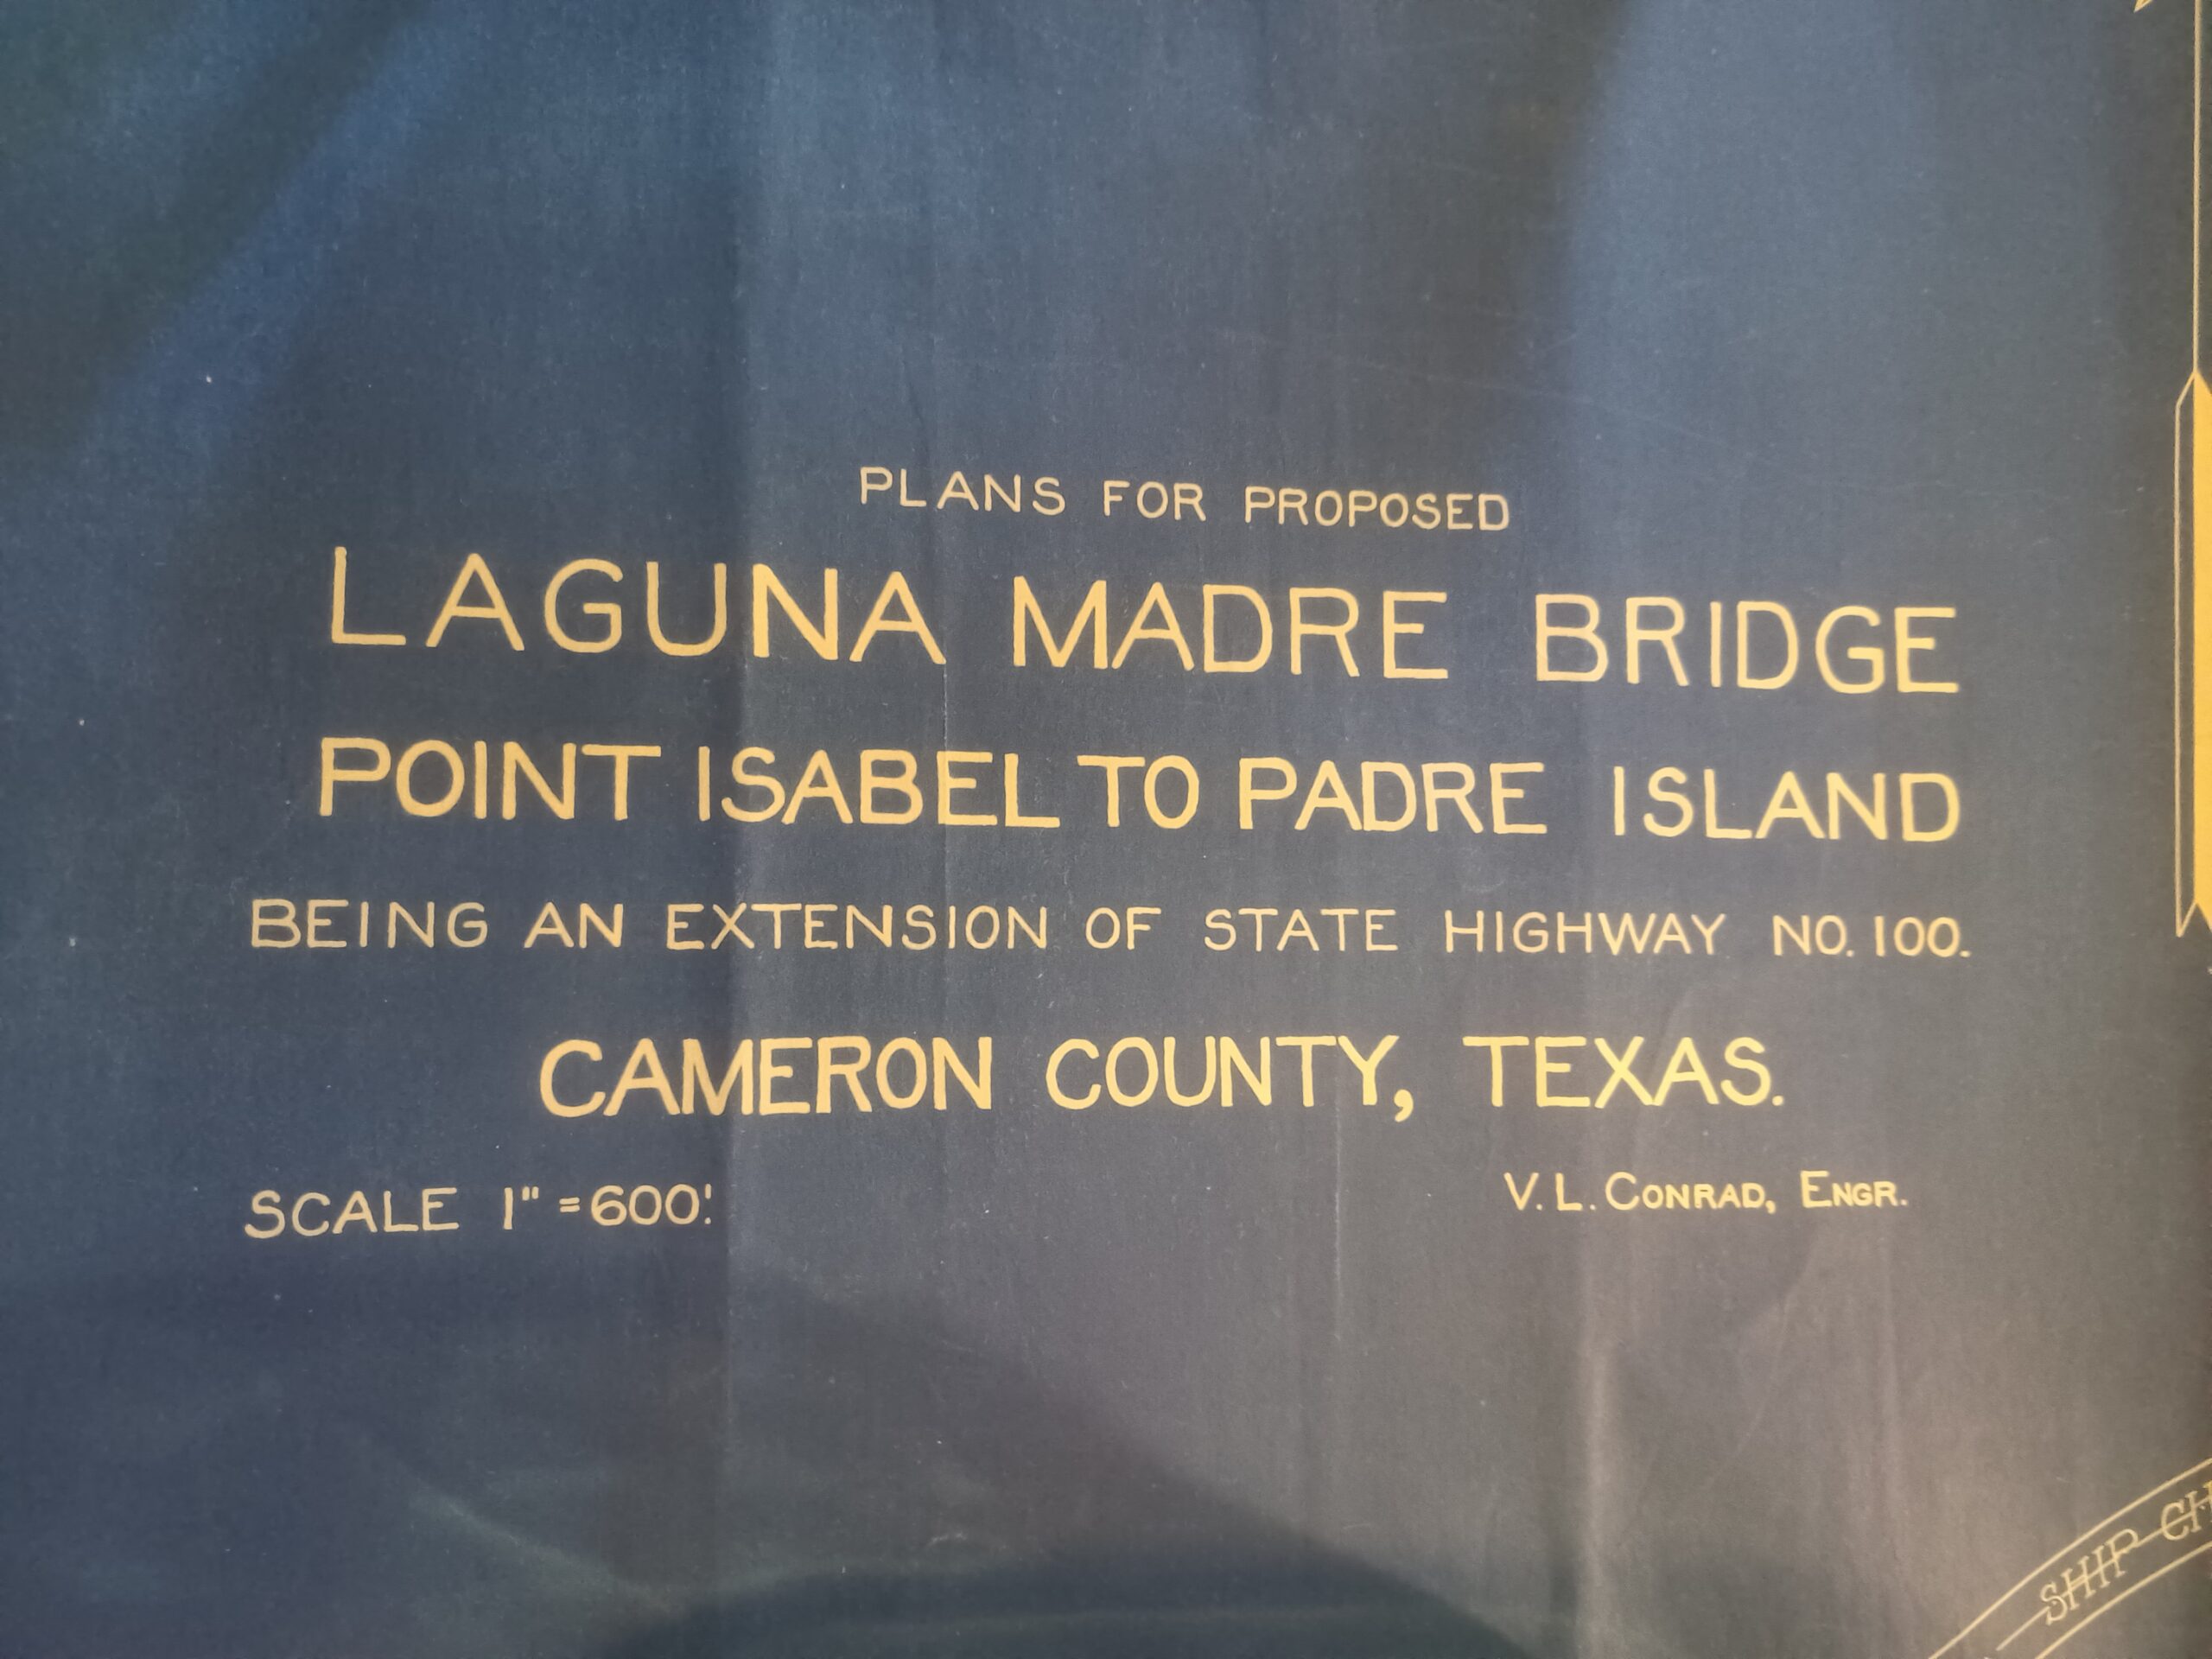 PLANS FOR PROPOSED
LAGUNA MADRE BRIDGE
POINT ISABEL TO PADRE ISLAND
BEING AN EXTENSION OF STATE HIGHWAY NO. 100.
CAMERON COUNTY, TEXAS.
SCALE 1" = 600'.
V. L. CONRAD, ENGR.
SHIP